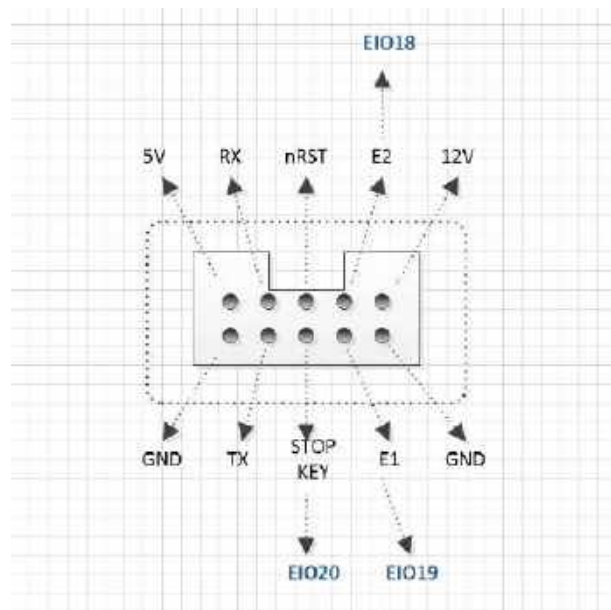 EIO18
5V RX nRST E2 12V
GND TX STOP KEY E1 GND
EIO20 EIO19